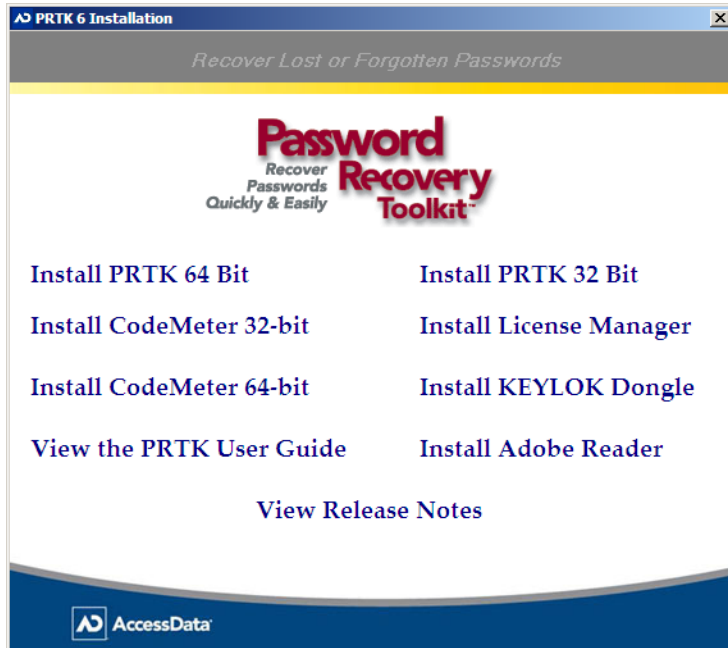 PRTK 6 Installation
Recover Lost or Forgotten Passwords
Password
Recovery
Toolkit™
Recover
Passwords
Quickly & Easily
Install PRTK 64 Bit
Install PRTK 32 Bit
Install CodeMeter 32-bit
Install License Manager
Install CodeMeter 64-bit
Install KEYLOK Dongle
View the PRTK User Guide
Install Adobe Reader
View Release Notes
AccessData